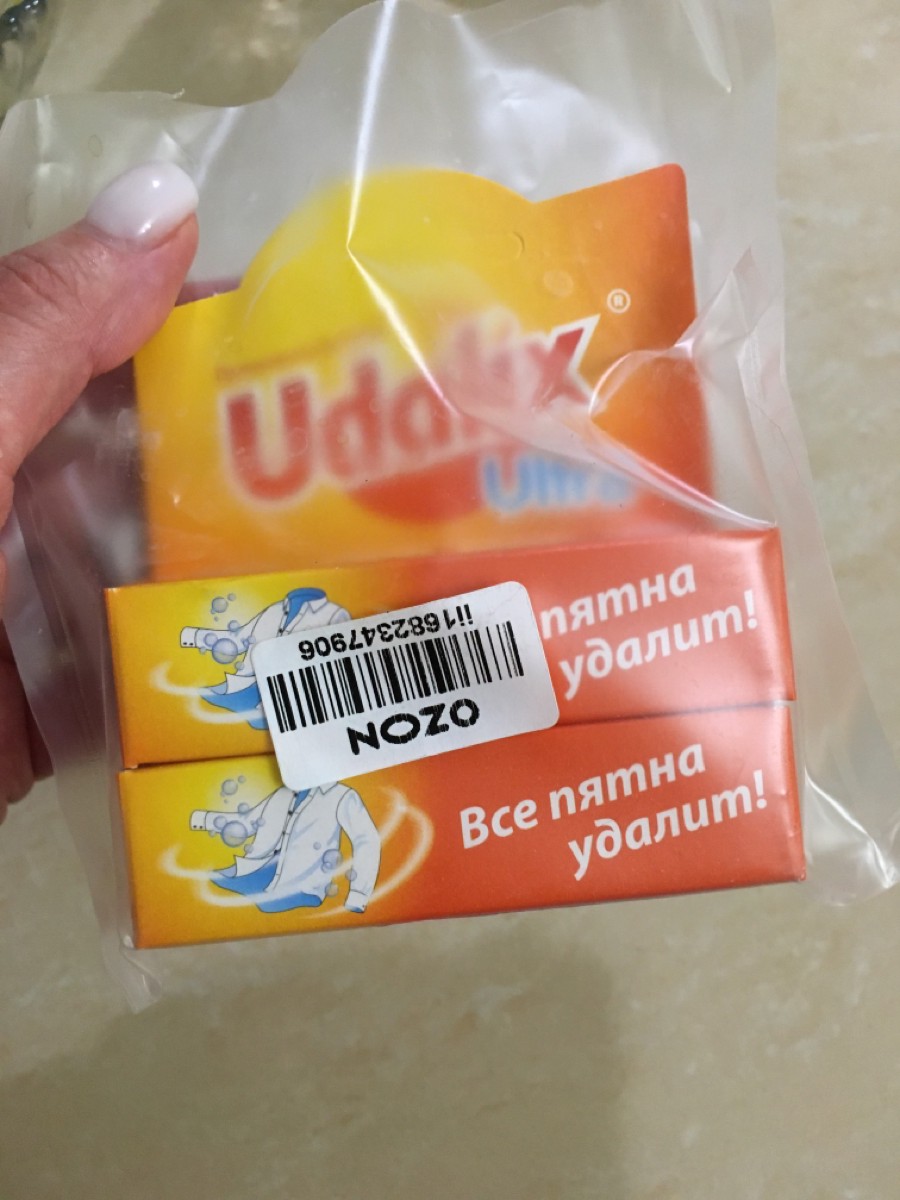 Udalix
®
Ultra
пятна
удалит!
ii1682347906
OZON
Все пятна
удалит!